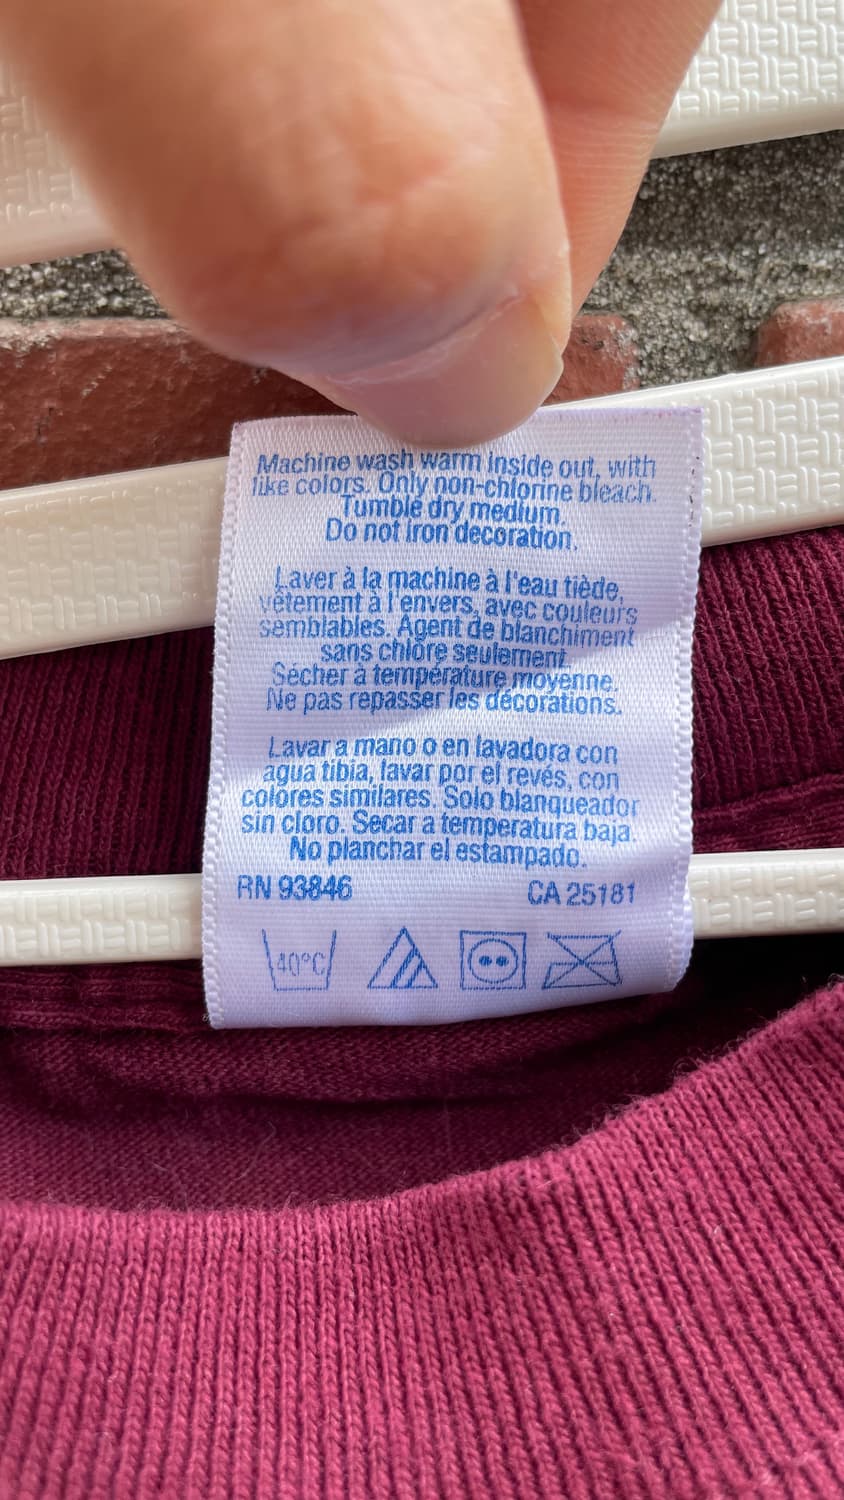 Machine wash warm inside out, with
like colors. Only non-chlorine bleach.
Tumble dry medium.
Do not iron decoration.
Laver à la machine à l'eau tiède,
vêtement à l'envers, avec couleurs
semblables. Agent de blanchiment
sans chlore seulement.
Sécher à température moyenne.
Ne pas repasser les décorations.
Lavar a mano o en lavadora con
agua tibia, lavar por el revés, con
colores similares. Solo blanqueador
sin cloro. Secar a temperatura baja.
No planchar el estampado.
RN 93846 CA 25181
40°C